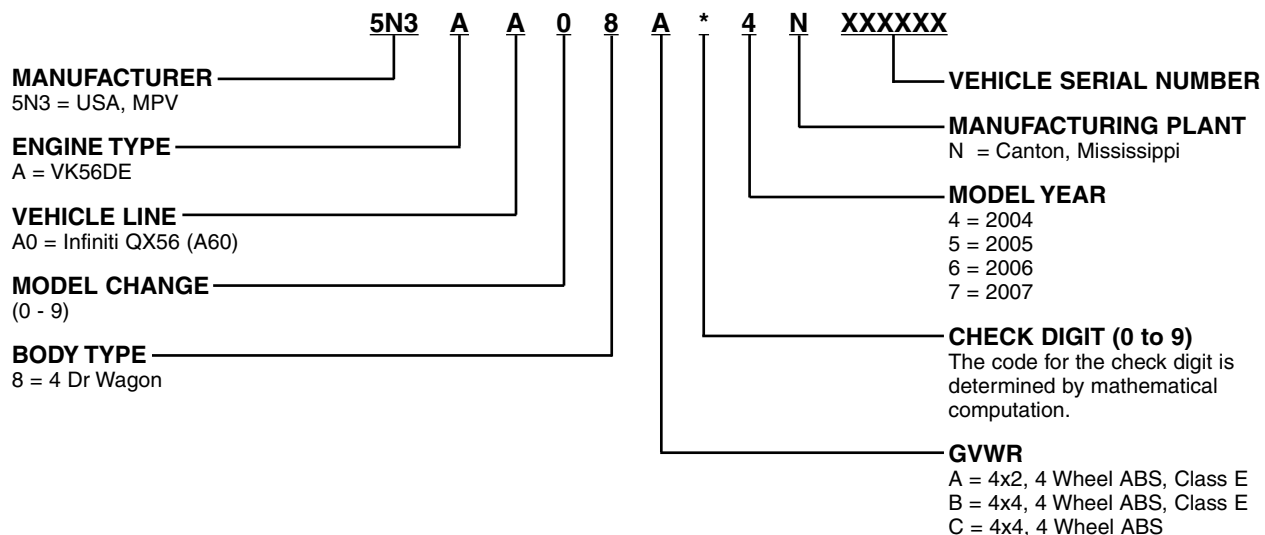 5N3 A A 0 8 A * 4 N XXXXXX
MANUFACTURER
5N3 = USA, MPV
ENGINE TYPE
A = VK56DE
VEHICLE LINE
A0 = Infiniti QX56 (A60)
MODEL CHANGE
(0 - 9)
BODY TYPE
8 = 4 Dr Wagon
VEHICLE SERIAL NUMBER
MANUFACTURING PLANT
N = Canton, Mississippi
MODEL YEAR
4 = 2004
5 = 2005
6 = 2006
7 = 2007
CHECK DIGIT (0 to 9)
The code for the check digit is
determined by mathematical
computation.
GVWR
A = 4x2, 4 Wheel ABS, Class E
B = 4x4, 4 Wheel ABS, Class E
C = 4x4, 4 Wheel ABS